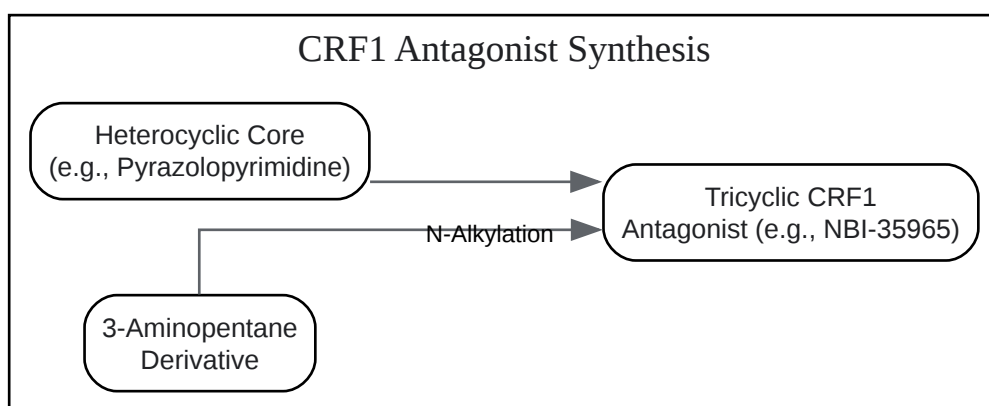 CRF1 Antagonist Synthesis
Heterocyclic Core
(e.g., Pyrazolopyrimidine)
Tricyclic CRF1
Antagonist (e.g., NBI-35965)
N-Alkylation
3-Aminopentane
Derivative